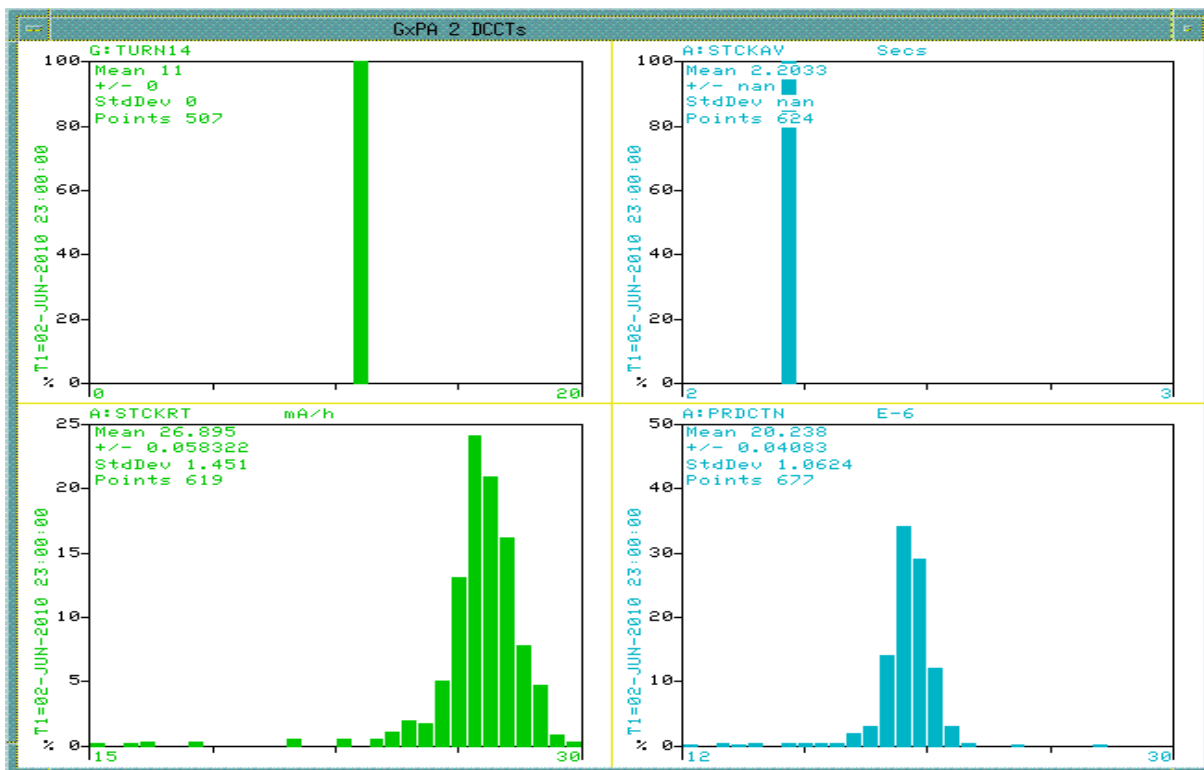 GxPA 2 DCCTs
G:TURN14
Mean 11
+/- 0
StdDev 0
Points 507
100
80
60
40
20
% 0
0 20
T1=02-JUN-2010 23:00:00
A:STCKAV Secs
Mean 2.2033
+/- nan
StdDev nan
Points 624
100
80
60
40
20
% 0
2 3
T1=02-JUN-2010 23:00:00
A:STCKRT mA/h
Mean 26.895
+/- 0.058322
StdDev 1.451
Points 619
25
20
15
10
5
% 0
15 30
T1=02-JUN-2010 23:00:00
A:PRDCTN E-6
Mean 20.238
+/- 0.04083
StdDev 1.0624
Points 677
50
40
30
20
10
% 0
12 30
T1=02-JUN-2010 23:00:00